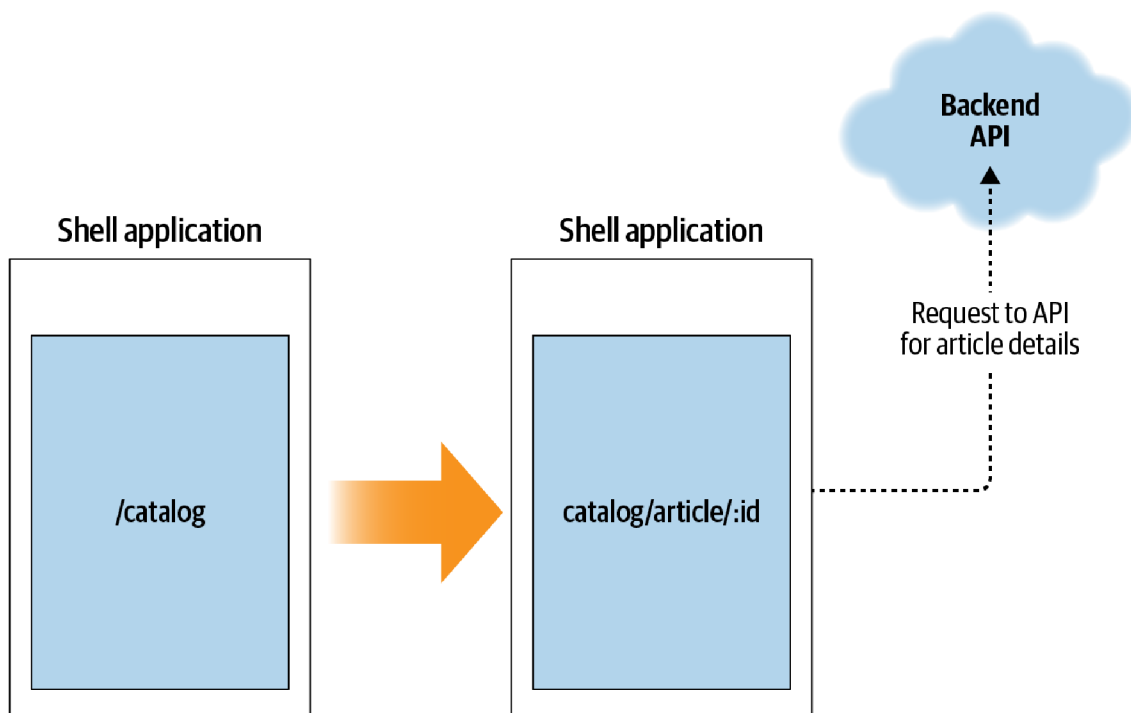 Backend
API
Shell application
Shell application
Request to API
for article details
/catalog
catalog/article/:id